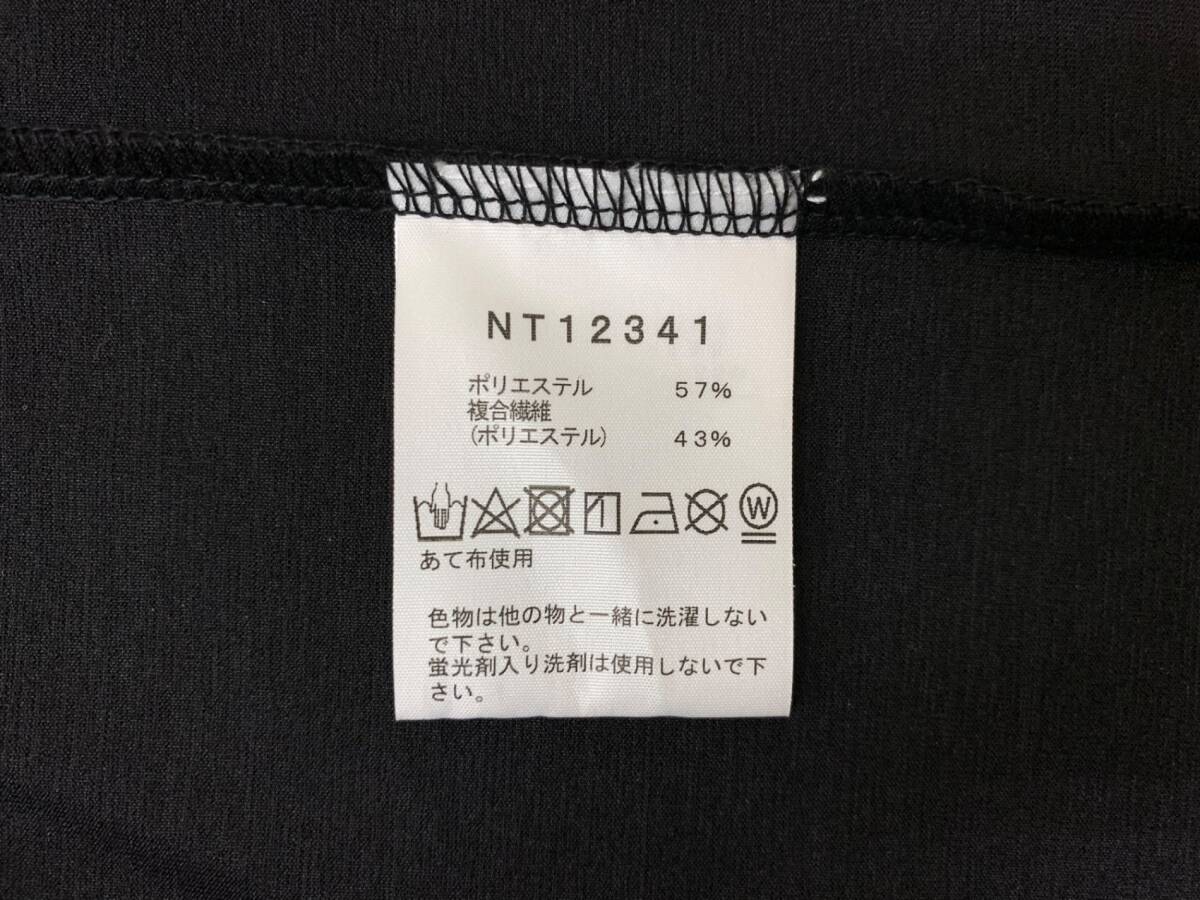 NT12341
ポリエステル 57%
複合繊維
(ポリエステル) 43%
W
あて布使用
色物は他の物と一緒に洗濯しない
で下さい。
蛍光剤入り洗剤は使用しないで下
さい。